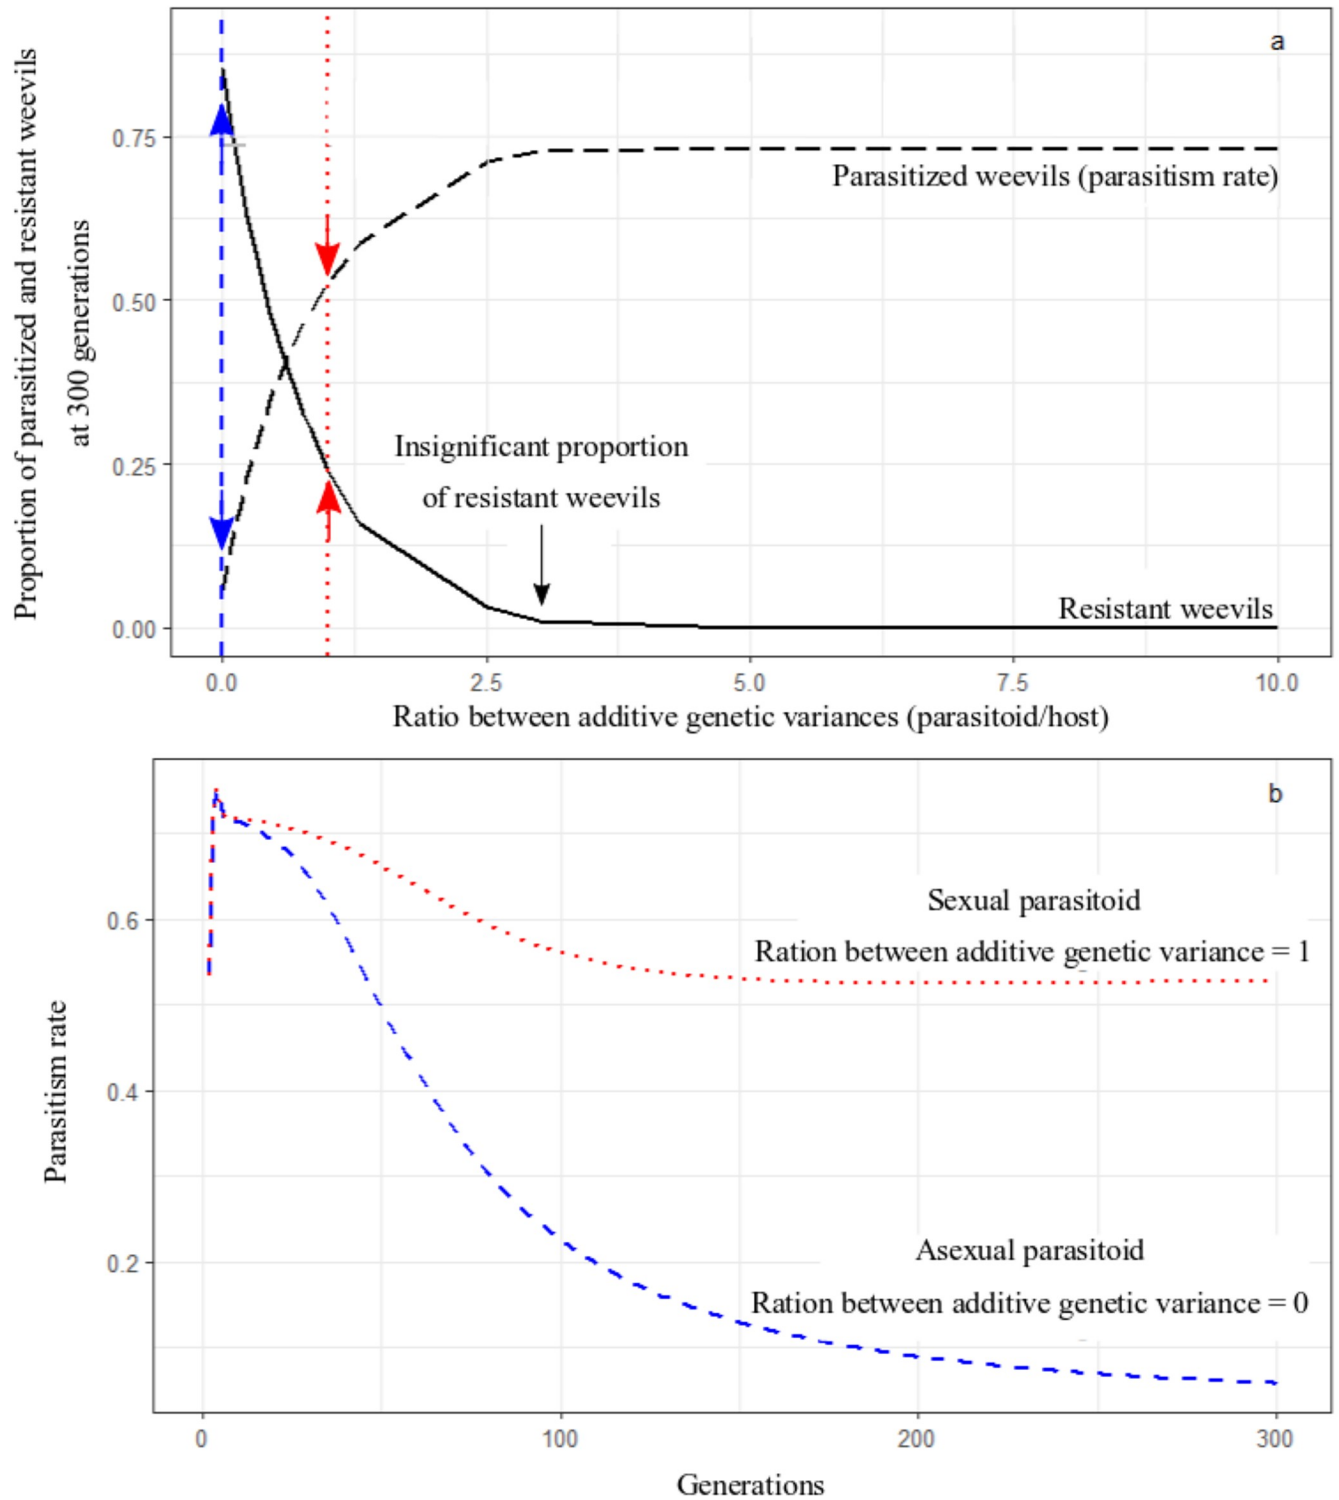 Proportion of parasitized and resistant weevils
at 300 generations
a
0.75
0.50
0.25
0.00
Parasitized weevils (parasitism rate)
Insignificant proportion
of resistant weevils
Resistant weevils
0.0 2.5 5.0 7.5 10.0
Ratio between additive genetic variances (parasitoid/host)
b
Parasitism rate
0.6
0.4
0.2
Sexual parasitoid
Ration between additive genetic variance = 1
Asexual parasitoid
Ration between additive genetic variance = 0
0 100 200 300
Generations